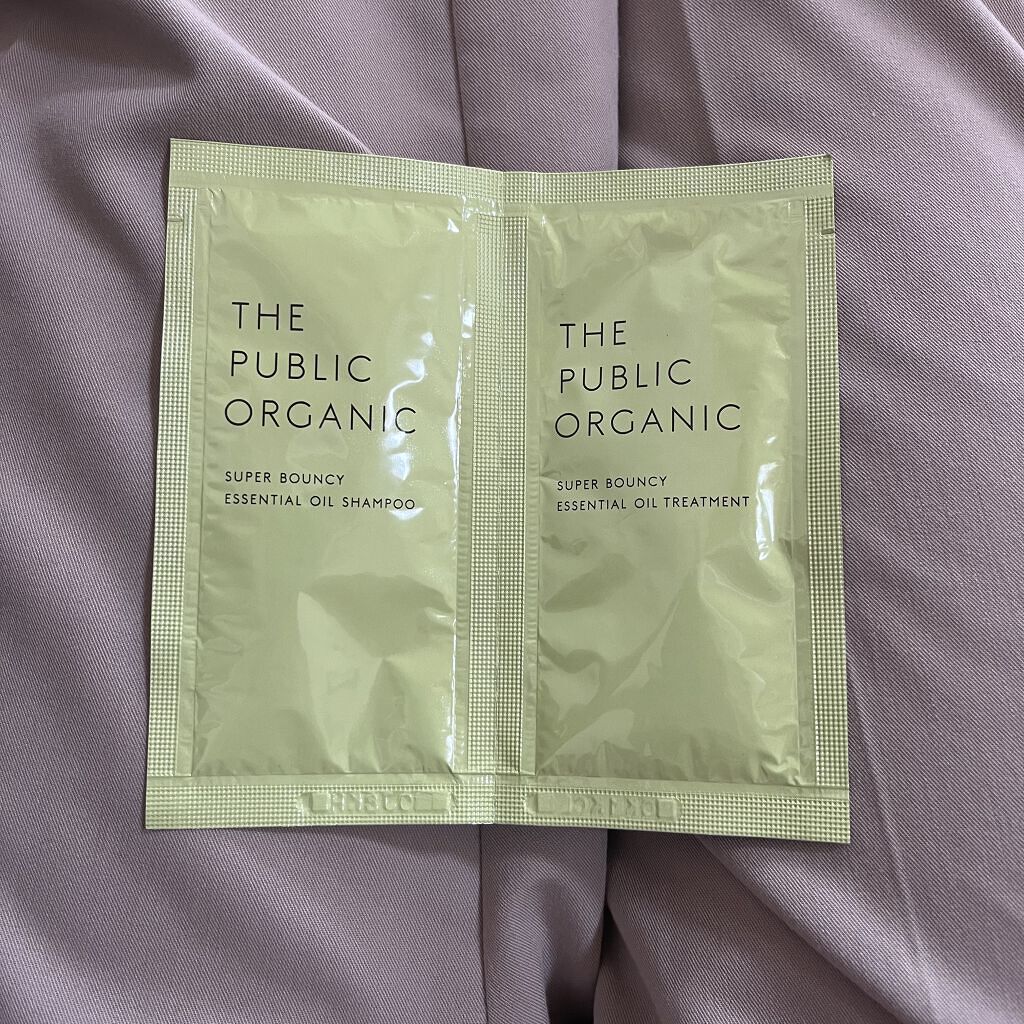 THE
PUBLIC
ORGANIC
SUPER BOUNCY
ESSENTIAL OIL SHAMPOO
THE
PUBLIC
ORGANIC
SUPER BOUNCY
ESSENTIAL OIL TREATMENT